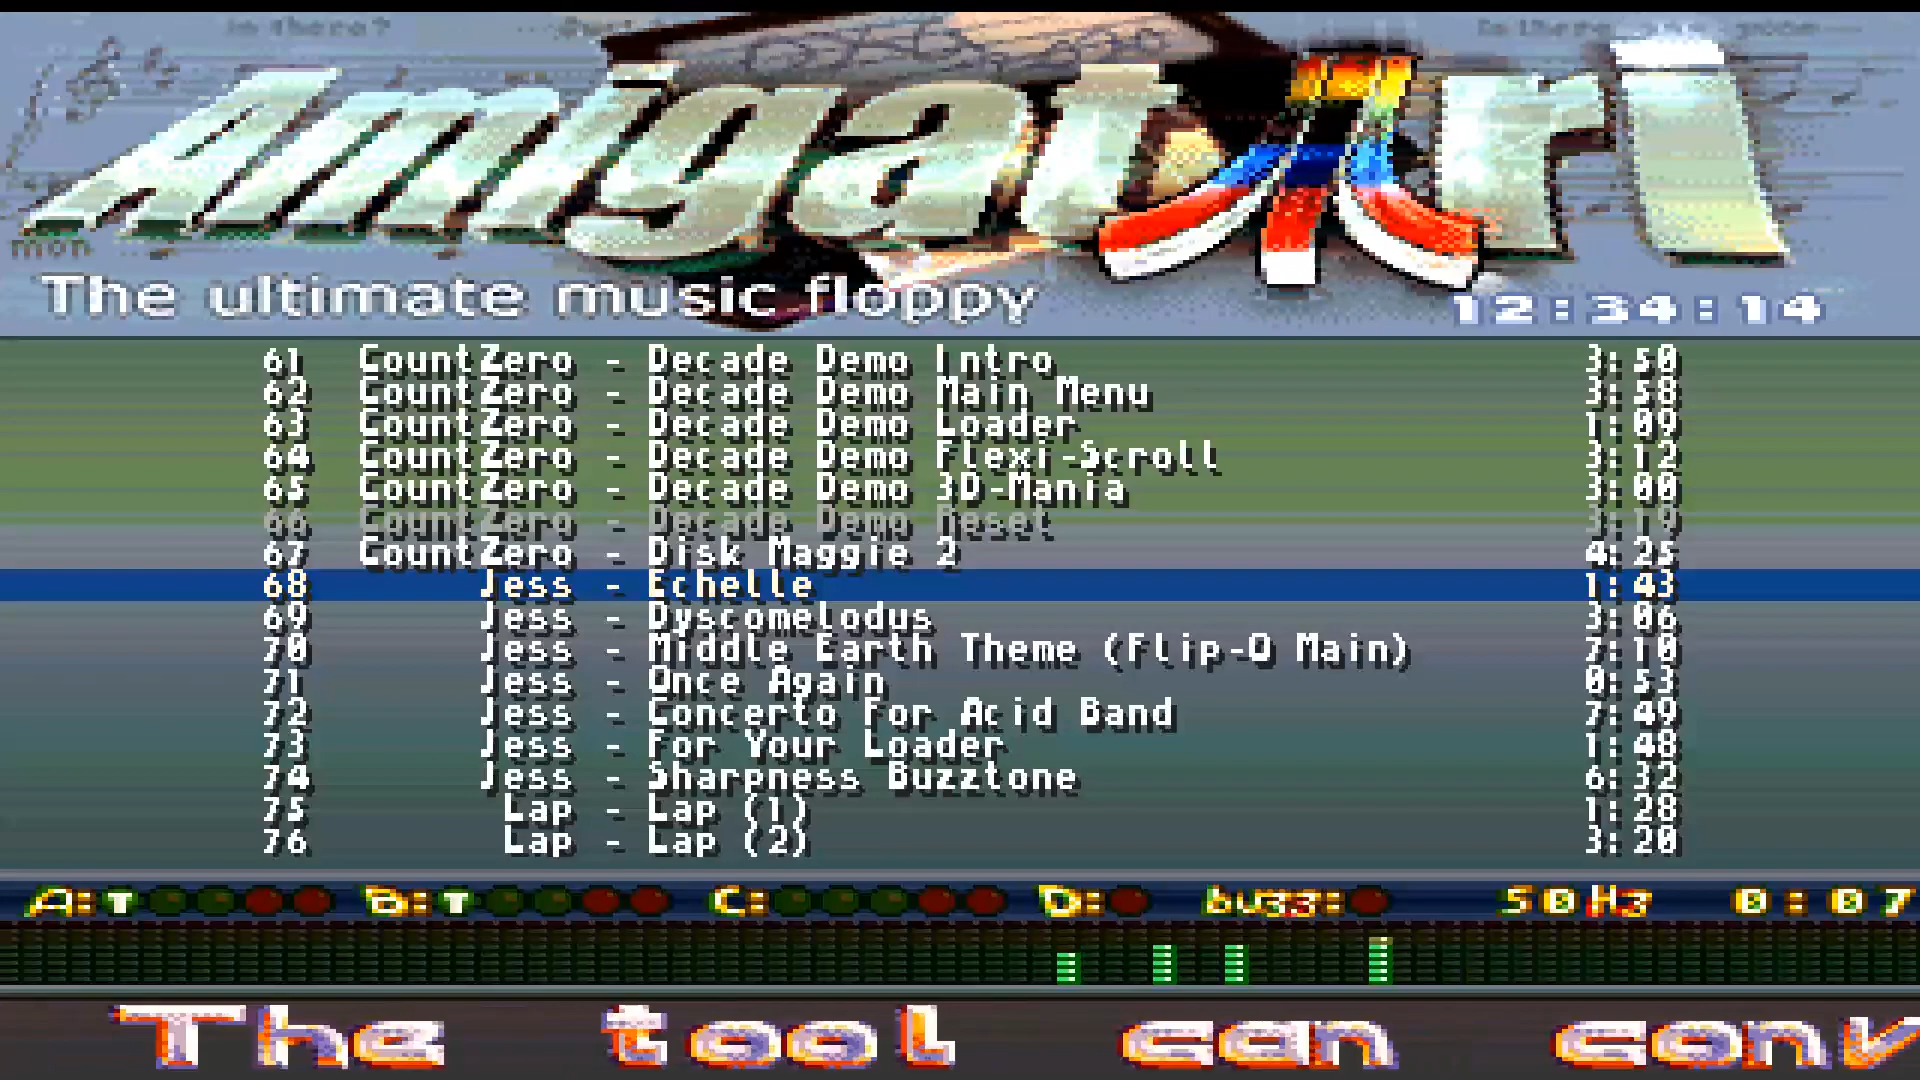 in there?
Amigatari
mon
The ultimate music floppy
12:34:14
61 CountZero - Decade Demo Intro 3:50
62 CountZero - Decade Demo Main Menu 3:58
63 CountZero - Decade Demo Loader 1:09
64 CountZero - Decade Demo Flexi-Scroll 3:12
65 CountZero - Decade Demo 3D-Mania 3:00
66 CountZero - Decade Demo Reset 3:10
67 CountZero - Disk Maggie 2 4:25
68 Jess - Echelle 1:43
69 Jess - Dyscomelodus 3:06
70 Jess - Middle Earth Theme (Flip-O Main) 7:10
71 Jess - Once Again 0:53
72 Jess - Concerto For Acid Band 7:49
73 Jess - For Your Loader 1:48
74 Jess - Sharpness Buzztone 6:32
75 Lap - Lap (1) 1:28
76 Lap - Lap (2) 3:20
A:T B:T C: D: buzz: 50Hz 0:07
The tool can conv